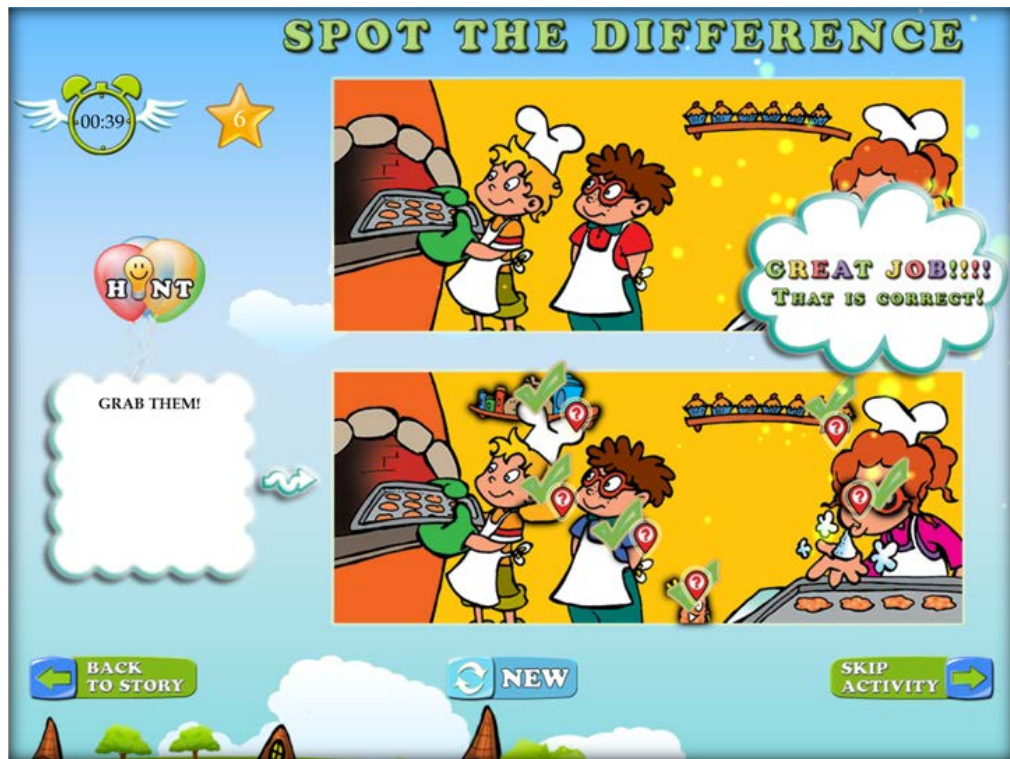 SPOT THE DIFFERENCE
00:39
6
HINT
GREAT JOB!!!!
THAT IS CORRECT!
GRAB THEM!
?
?
?
?
?
?
BACK
TO STORY
NEW
SKIP
ACTIVITY